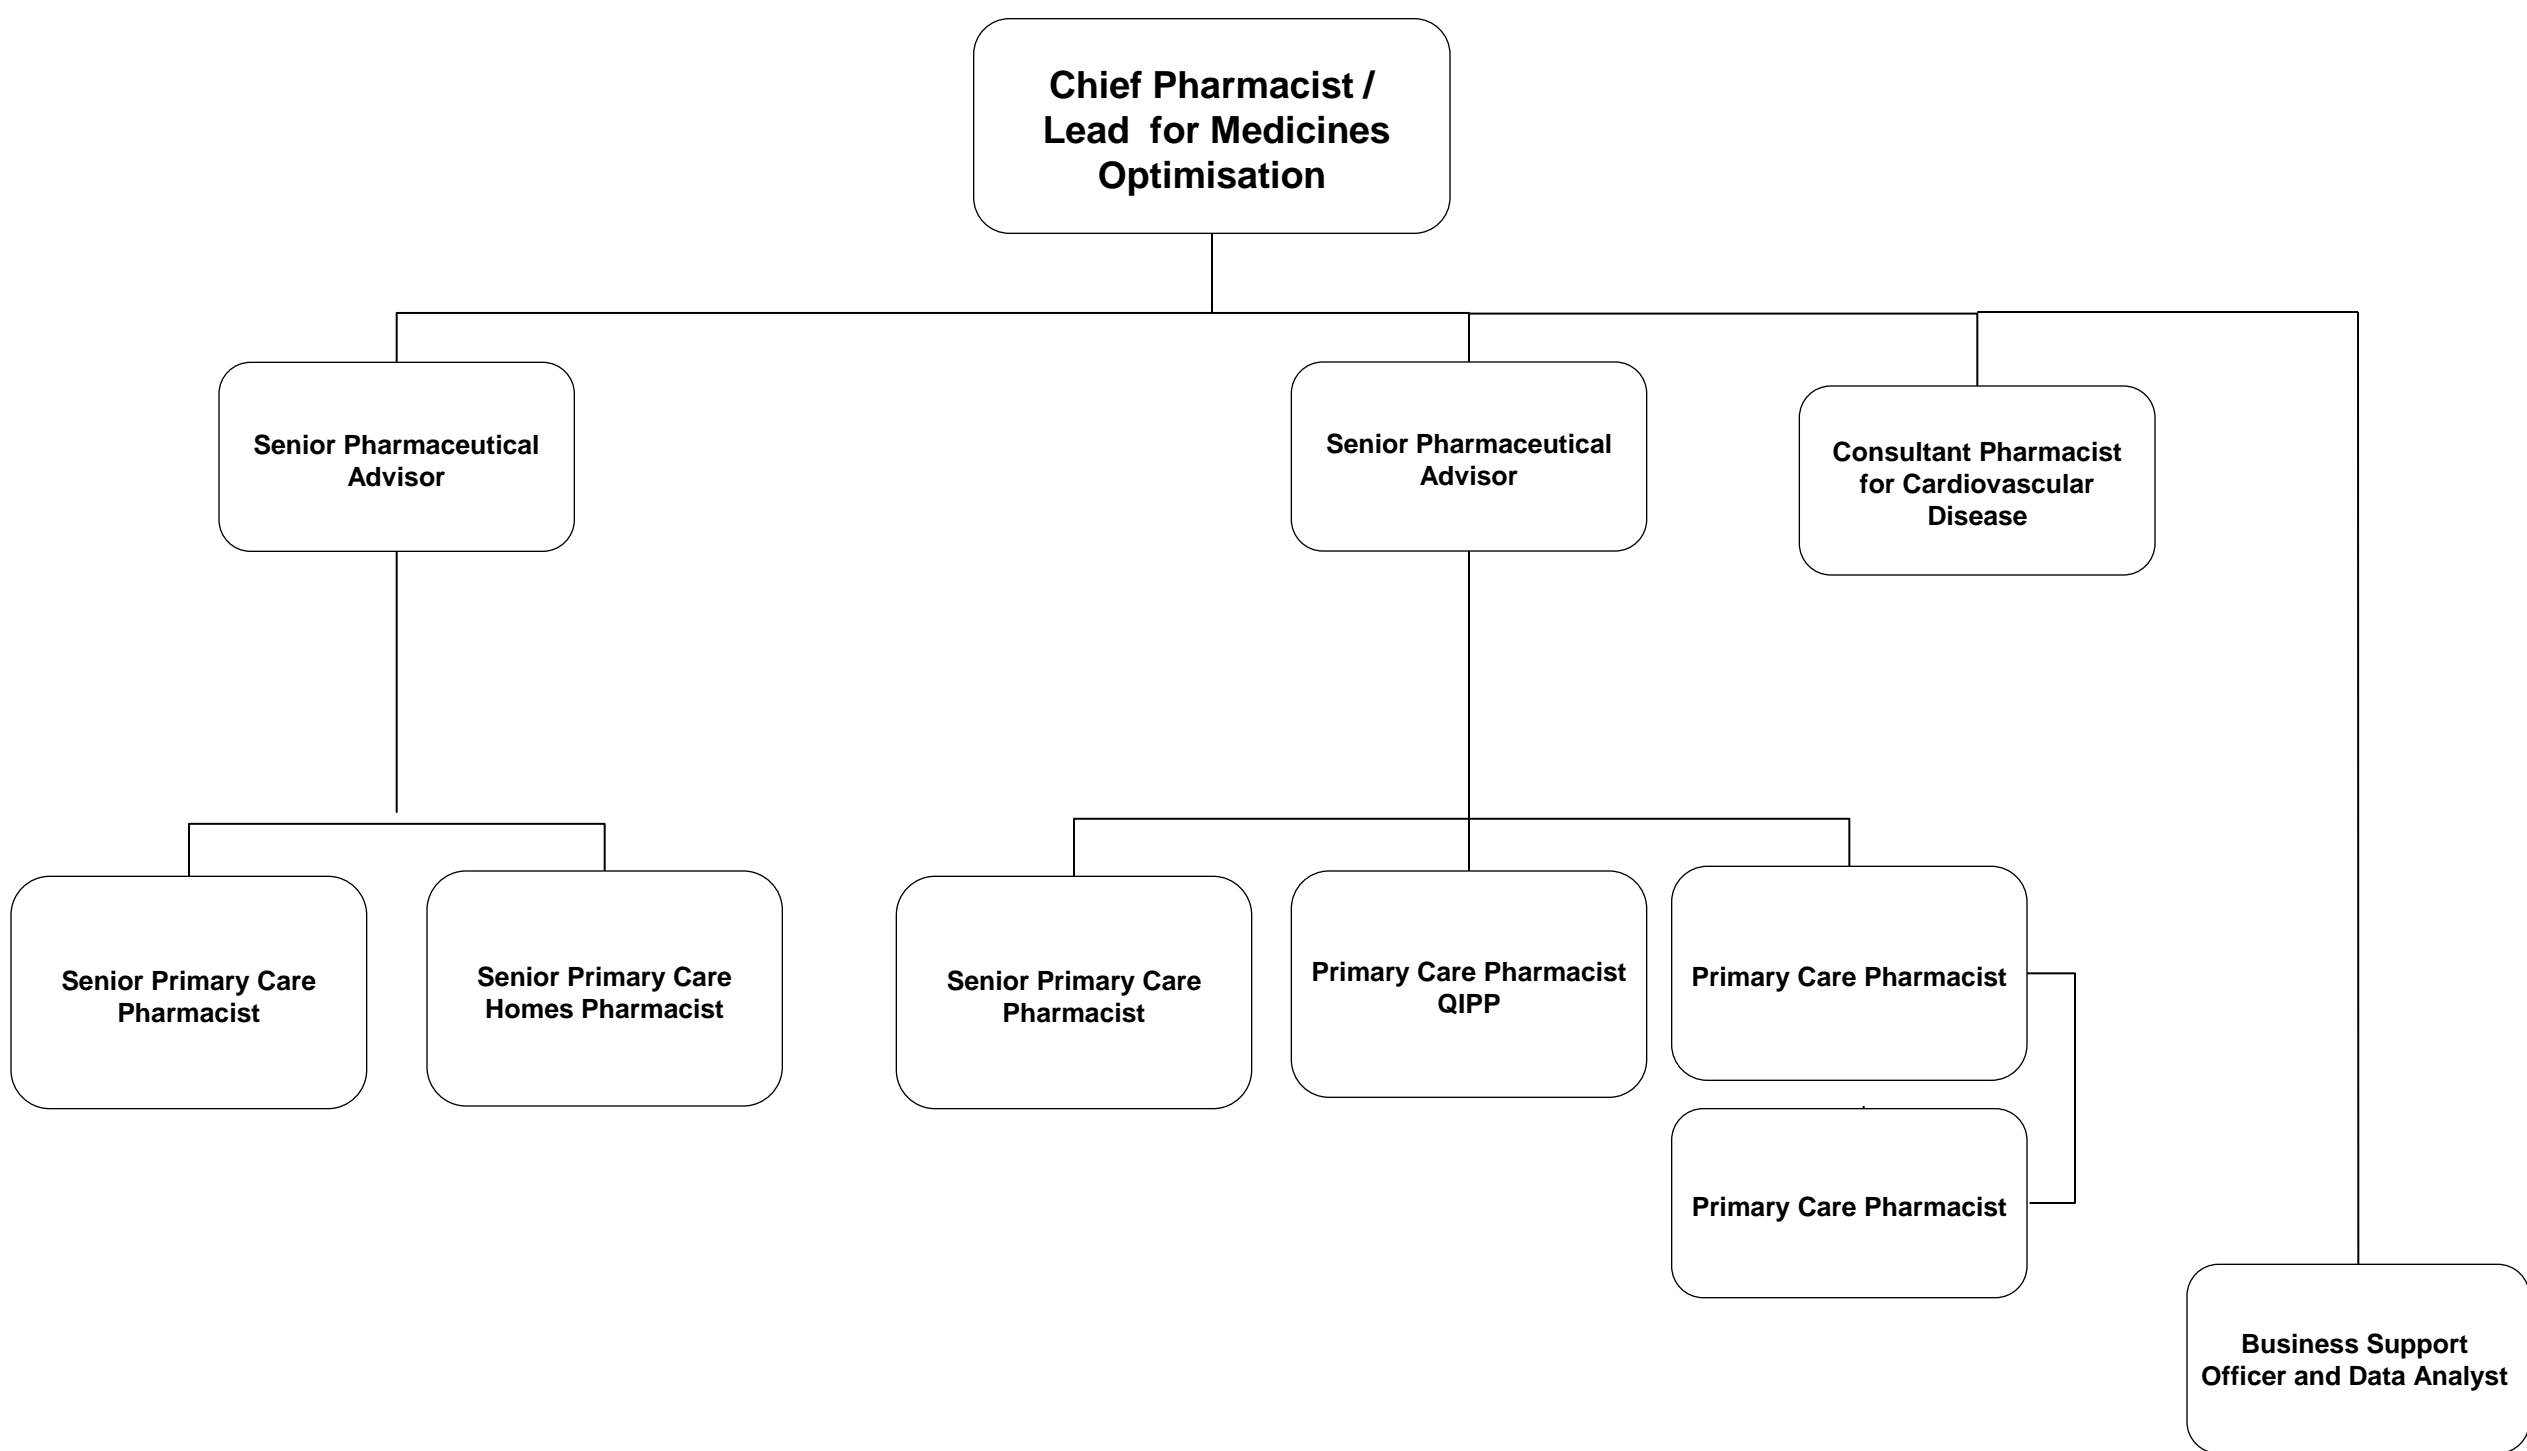 Chief Pharmacist /
Lead  for Medicines
Optimisation
Senior Pharmaceutical
Advisor
Senior Pharmaceutical
Advisor
Consultant Pharmacist
for Cardiovascular
Disease
Senior Primary Care
Pharmacist
Senior Primary Care
Homes Pharmacist
Senior Primary Care
Pharmacist
Primary Care Pharmacist
QIPP
Primary Care Pharmacist
Primary Care Pharmacist
Business Support
Officer and Data Analyst